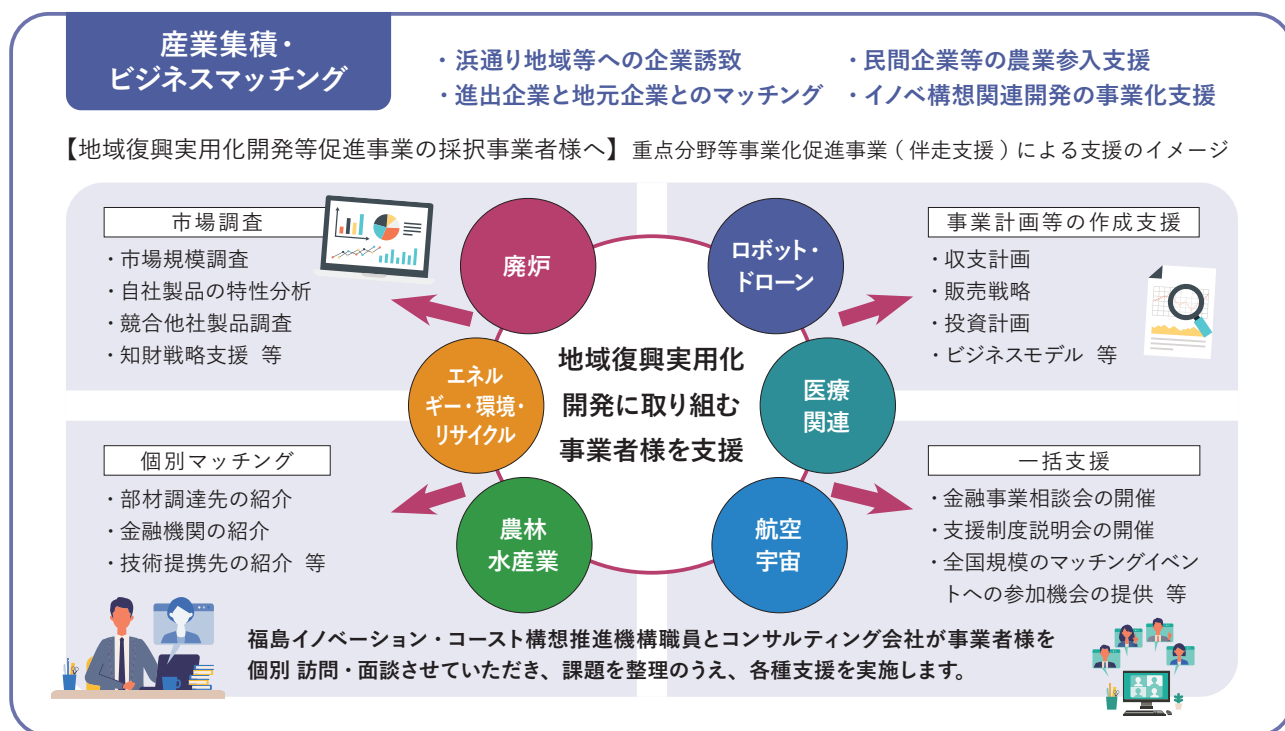 産業集積・
ビジネスマッチング
・浜通り地域等への企業誘致
・進出企業と地元企業とのマッチング
・民間企業等の農業参入支援
・イノベ構想関連開発の事業化支援
【地域復興実用化開発等促進事業の採択事業者様へ】重点分野等事業化促進事業（伴走支援）による支援のイメージ
市場調査
・市場規模調査
・自社製品の特性分析
・競合他社製品調査
・知財戦略支援 等
廃炉
ロボット・
ドローン
事業計画等の作成支援
・収支計画
・販売戦略
・投資計画
・ビジネスモデル 等
エネル
ギー・環境・
リサイクル
地域復興実用化
開発に取り組む
事業者様を支援
医療
関連
個別マッチング
・部材調達先の紹介
・金融機関の紹介
・技術提携先の紹介 等
農林
水産業
航空
宇宙
一括支援
・金融事業相談会の開催
・支援制度説明会の開催
・全国規模のマッチングイベン
トへの参加機会の提供 等
福島イノベーション・コースト構想推進機構職員とコンサルティング会社が事業者様を
個別 訪問・面談させていただき、課題を整理のうえ、各種支援を実施します。